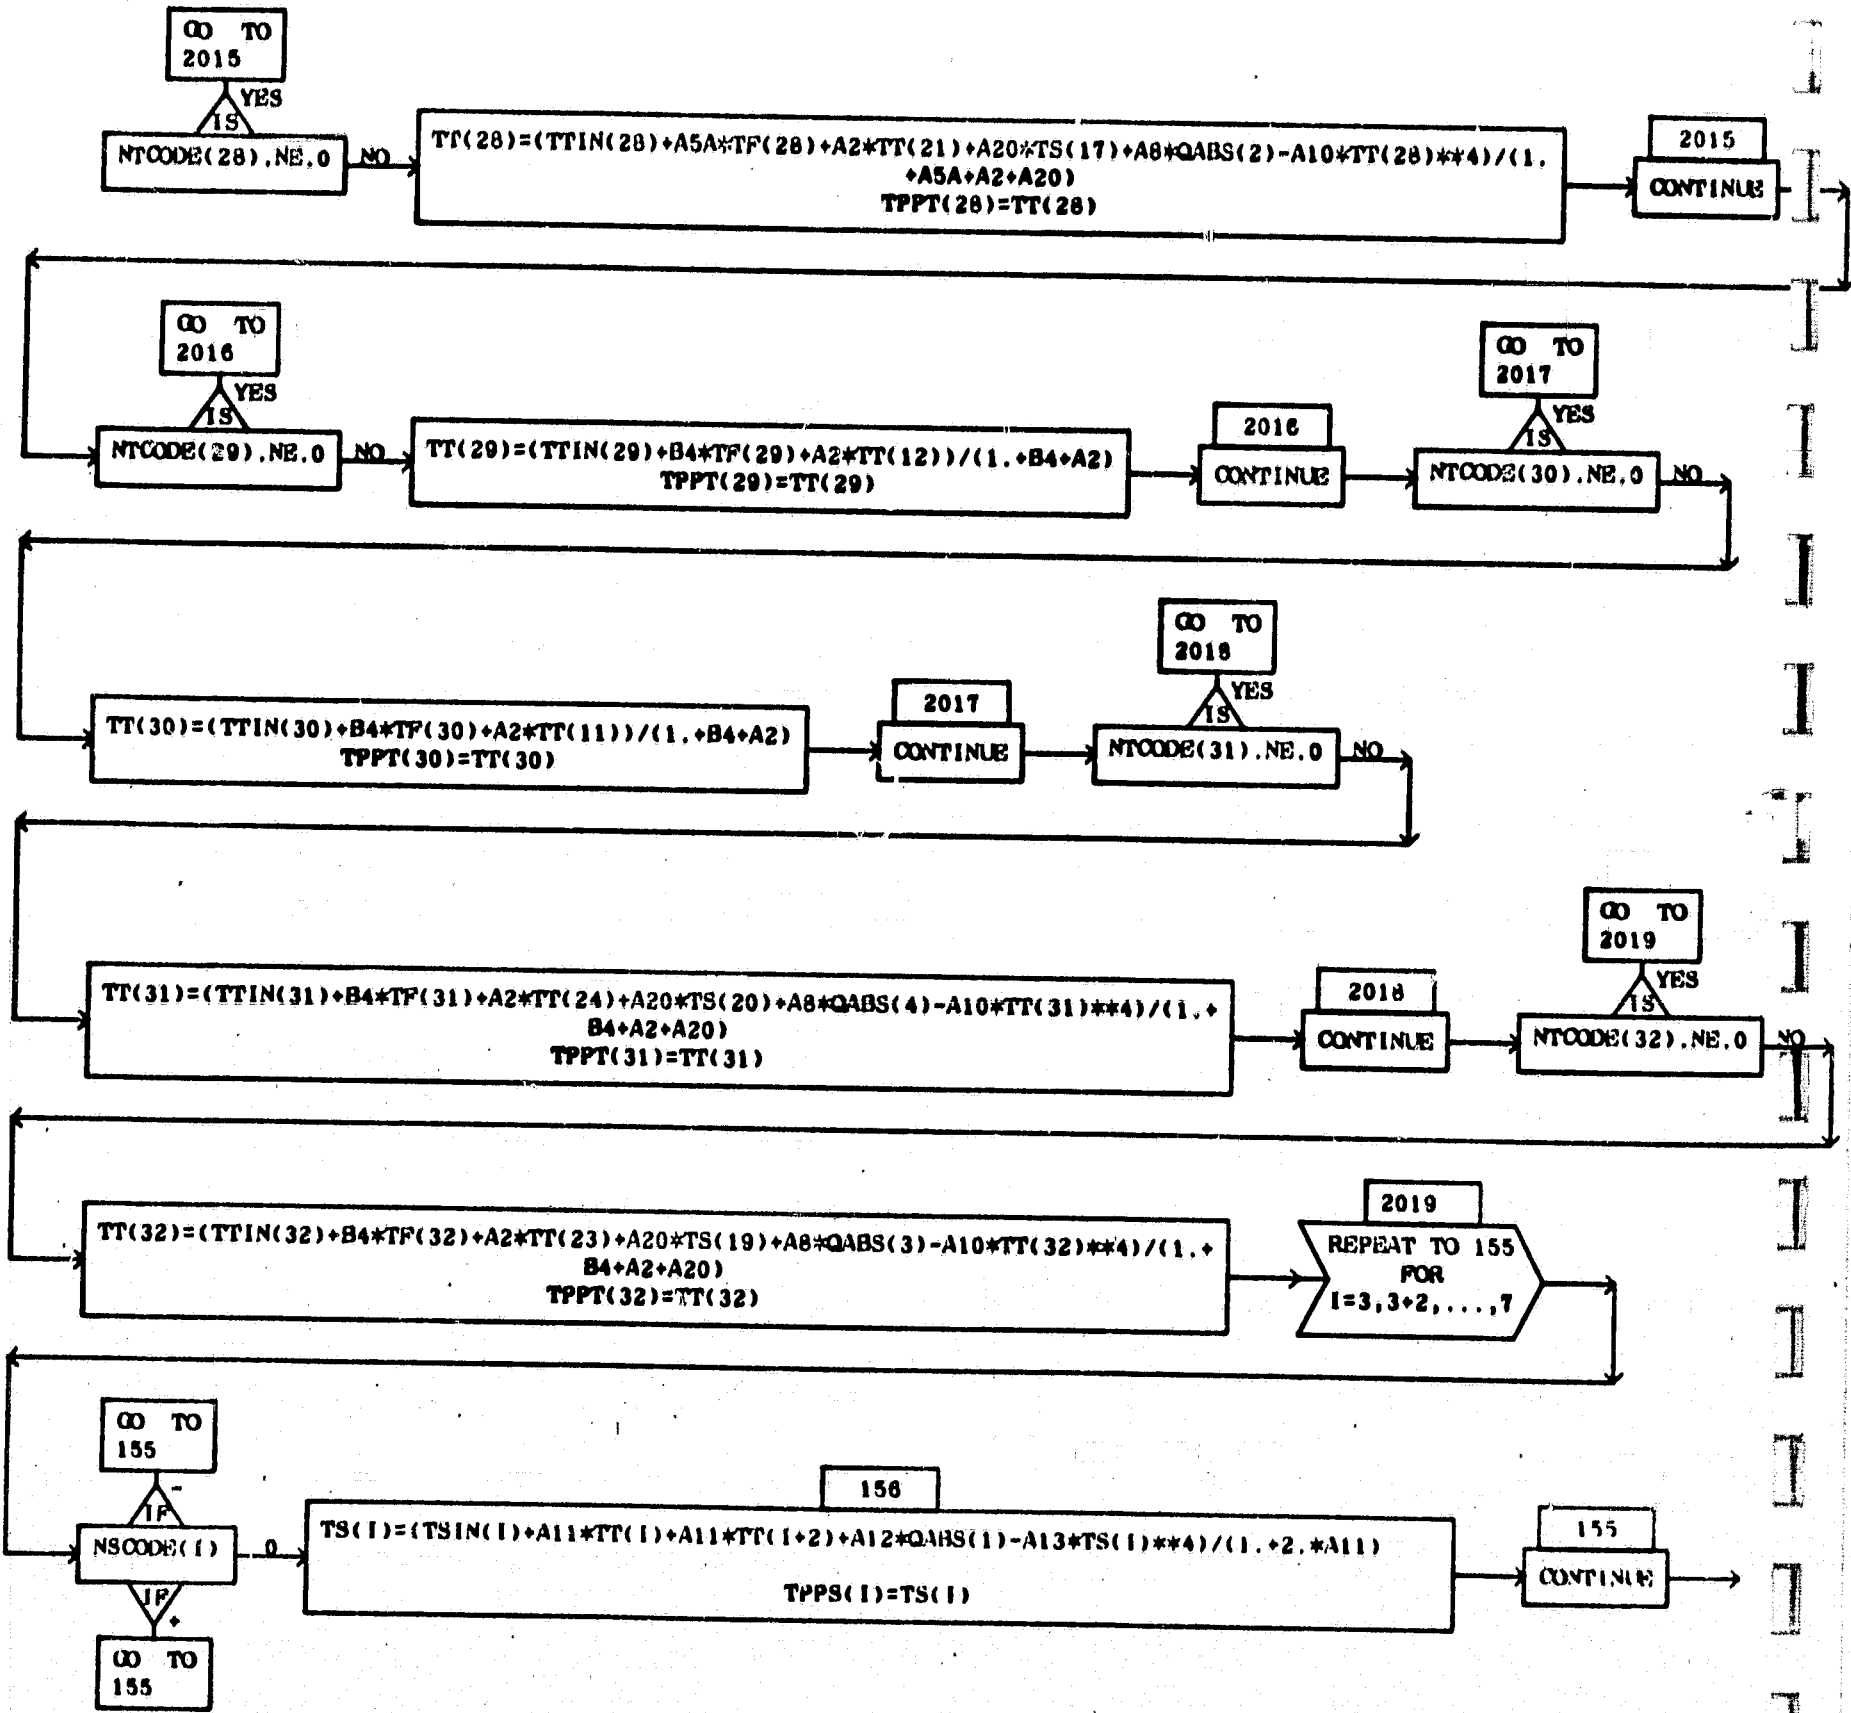 GO TO
2015
YES
IS
NTCODE(28).NE.0
NO
TT(28)=(TTIN(28)+A5A*TF(28)+A2*TT(21)+A20*TS(17)+A8*QABS(2)-A10*TT(28)**4)/(1.
+A5A+A2+A20)
TPPT(28)=TT(28)
2015
CONTINUE
GO TO
2016
YES
IS
NTCODE(29).NE.0
NO
TT(29)=(TTIN(29)+B4*TF(29)+A2*TT(12))/(1.+B4+A2)
TPPT(29)=TT(29)
2016
CONTINUE
GO TO
2017
YES
IS
NTCODE(30).NE.0
NO
TT(30)=(TTIN(30)+B4*TF(30)+A2*TT(11))/(1.+B4+A2)
TPPT(30)=TT(30)
2017
CONTINUE
GO TO
2018
YES
IS
NTCODE(31).NE.0
NO
TT(31)=(TTIN(31)+B4*TF(31)+A2*TT(24)+A20*TS(20)+A8*QABS(4)-A10*TT(31)**4)/(1.+
B4+A2+A20)
TPPT(31)=TT(31)
2018
CONTINUE
GO TO
2019
YES
IS
NTCODE(32).NE.0
NO
TT(32)=(TTIN(32)+B4*TF(32)+A2*TT(23)+A20*TS(19)+A8*QABS(3)-A10*TT(32)**4)/(1.+
B4+A2+A20)
TPPT(32)=TT(32)
2019
REPEAT TO 155
FOR
I=3,3+2,...,7
GO TO
155
-
IF
NSCODE(I)
0
IF
+
GO TO
155
156
TS(I)=(TSIN(I)+A11*TT(I)+A11*TT(I+2)+A12*QABS(1)-A13*TS(I)**4)/(1.+2.*A11)
TPPS(I)=TS(I)
155
CONTINUE